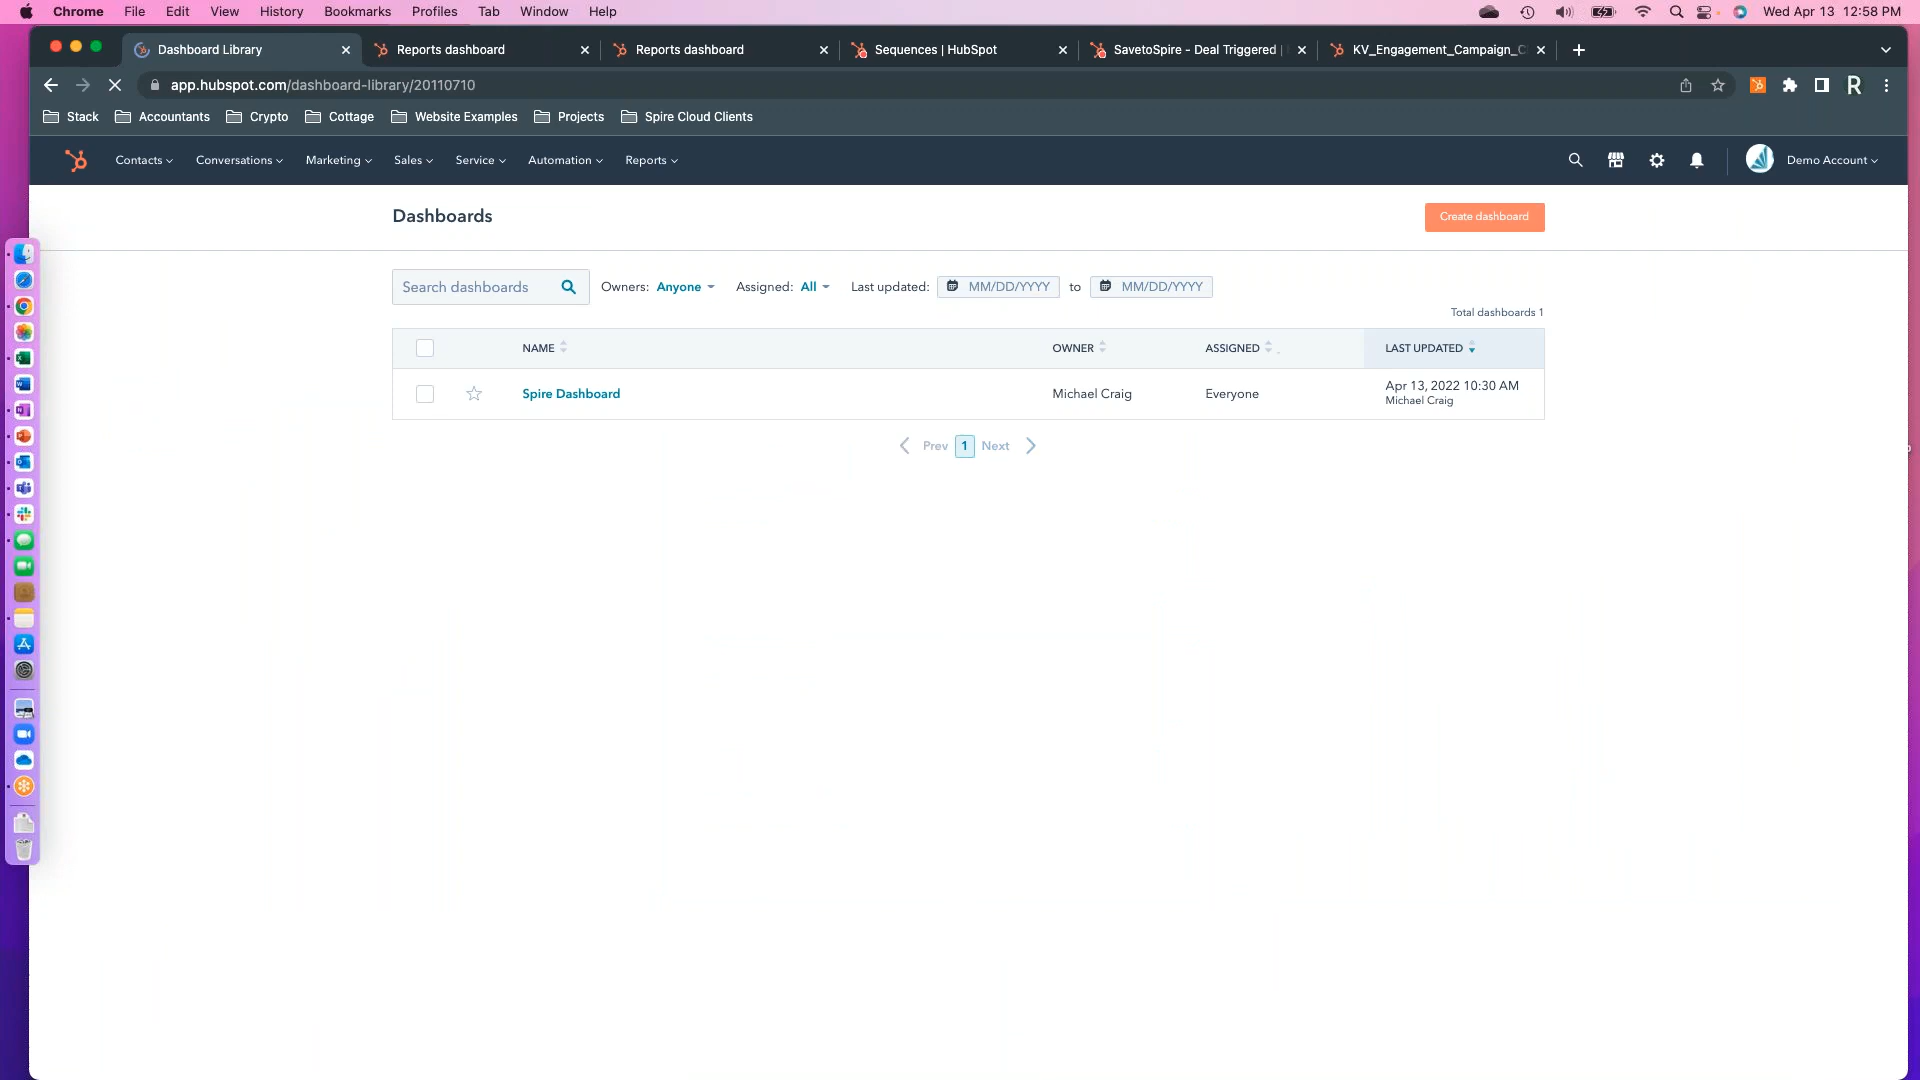 Chrome File Edit View History Bookmarks Profiles Tab Window Help Wed Apr 13 12:58 PM
Dashboard Library Reports dashboard Reports dashboard Sequences | HubSpot SavetoSpire - Deal Triggered | KV_Engagement_Campaign_C
app.hubspot.com/dashboard-library/20110710 R
Stack Accountants Crypto Cottage Website Examples Projects Spire Cloud Clients
Contacts Conversations Marketing Sales Service Automation Reports Demo Account
Dashboards Create dashboard
Search dashboards Owners: Anyone Assigned: All Last updated: MM/DD/YYYY to MM/DD/YYYY
Total dashboards 1
NAME OWNER ASSIGNED LAST UPDATED
Spire Dashboard Michael Craig Everyone Apr 13, 2022 10:30 AM
Michael Craig
Prev 1 Next